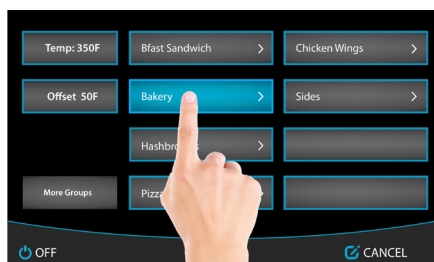 Temp: 350F
Bfast Sandwich
Chicken Wings
Offset 50F
Bakery
Sides
More Groups
OFF
CANCEL